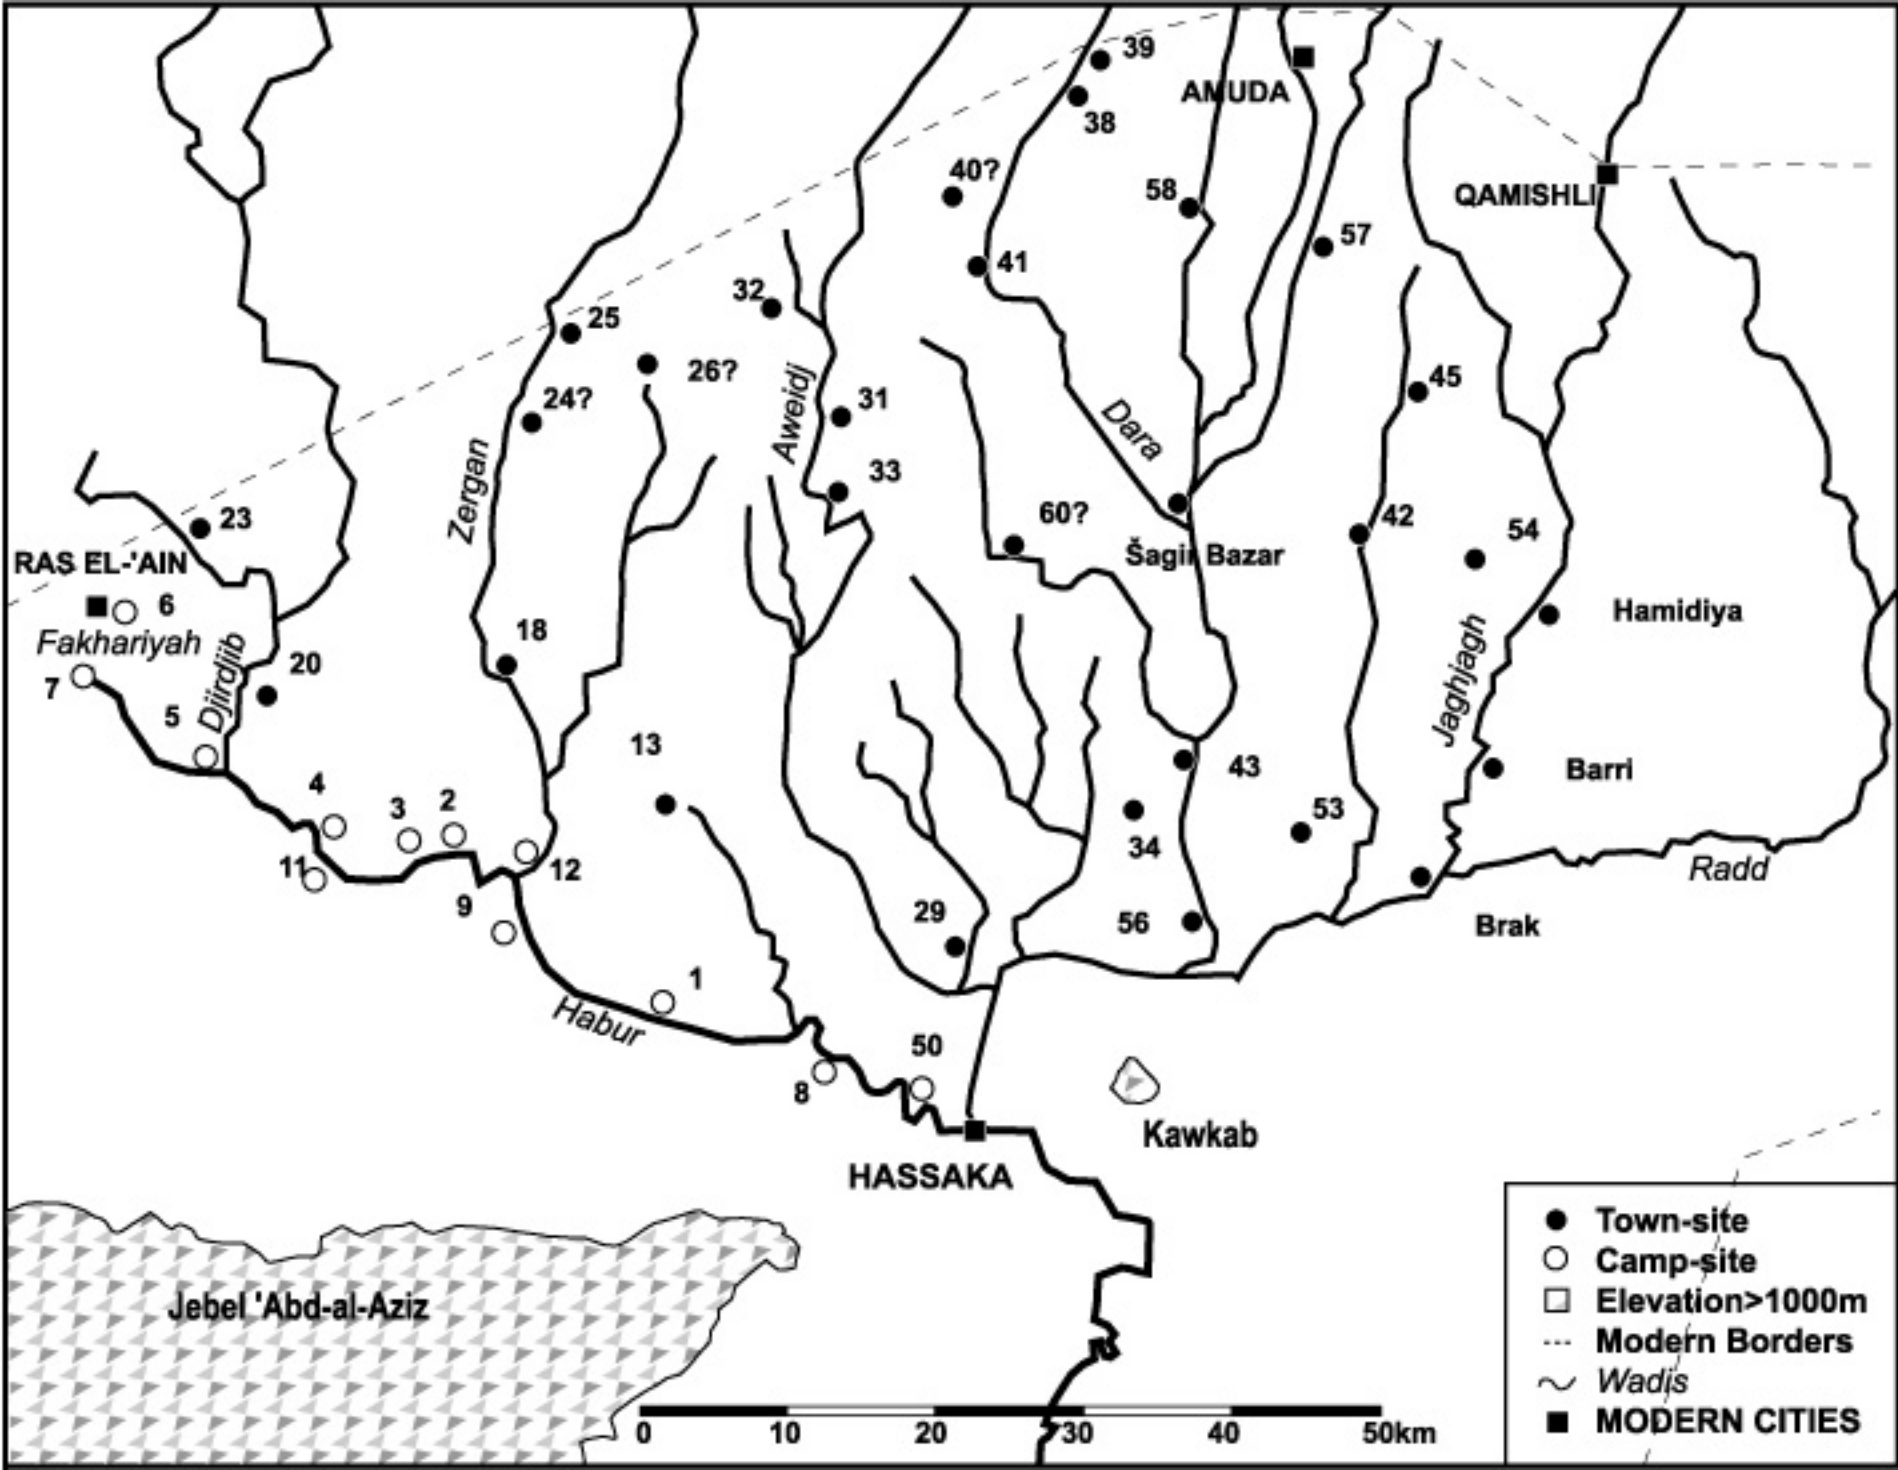 39
AMUDA
38
40?
58
QAMISHLI
57
41
32
25
26?
45
24?
31
Aweidj
Dara
33
Zergan
23
60?
42
54
RAS EL-'AIN
Šagir Bazar
6
Hamidiya
Fakhariyah
18
20
7
Djirdjib
Jaghjagh
5
13
43
Barri
4
3
2
53
34
11
12
Radd
9
29
56
Brak
1
Habur
50
8
Kawkab
HASSAKA
Town-site
Camp-site
Elevation>1000m
Modern Borders
Wadis
MODERN CITIES
Jebel 'Abd-al-Aziz
0 10 20 30 40 50km